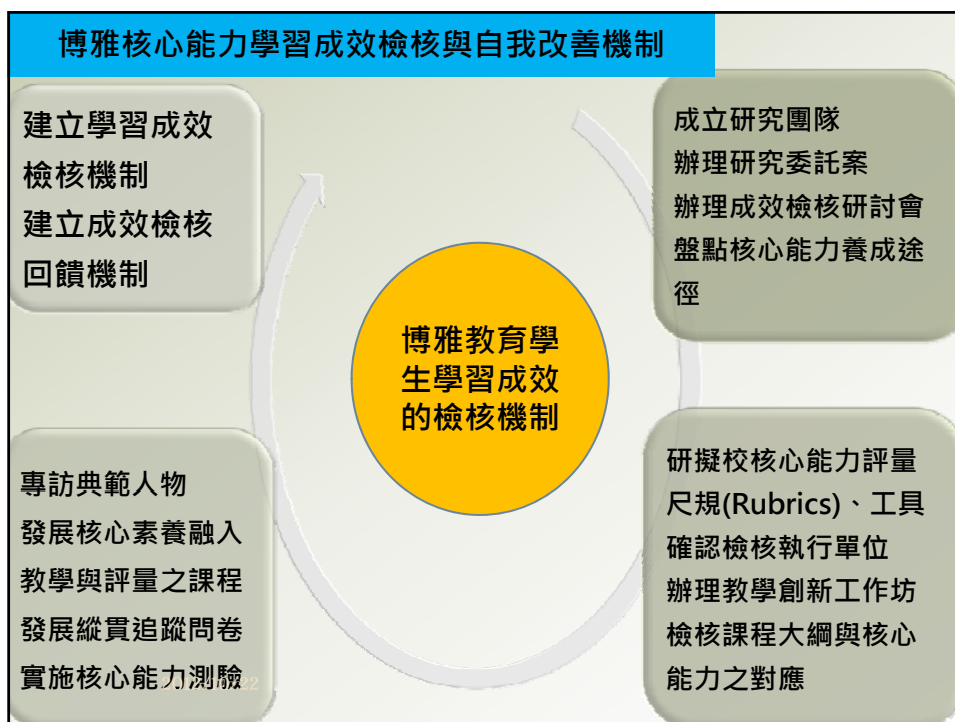 博雅核心能力學習成效檢核與自我改善機制
建立學習成效
檢核機制
建立成效檢核
回饋機制
成立研究團隊
辦理研究委託案
辦理成效檢核研討會
盤點核心能力養成途
徑
博雅教育學
生學習成效
的檢核機制
專訪典範人物
發展核心素養融入
教學與評量之課程
發展縱貫追蹤問卷
實施核心能力測驗
研擬校核心能力評量
尺規(Rubrics)、工具
確認檢核執行單位
辦理教學創新工作坊
檢核課程大綱與核心
能力之對應